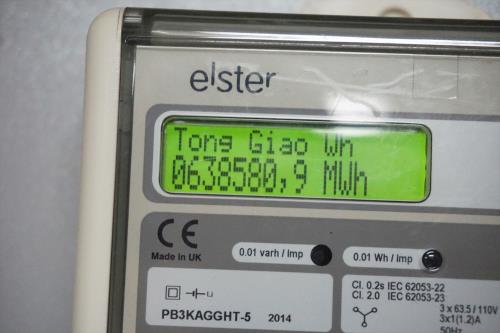 elster
Tong Giao Wh
0638580,9 MWh
CE
Made in UK
0.01 varh / imp
0.01 Wh / imp
PB3KAGGHT-5
2014
Cl. 0.2s IEC 62053-22
Cl. 2.0 IEC 62053-23
3 x 63.5 / 110V
3x1(1.2)A
50Hz